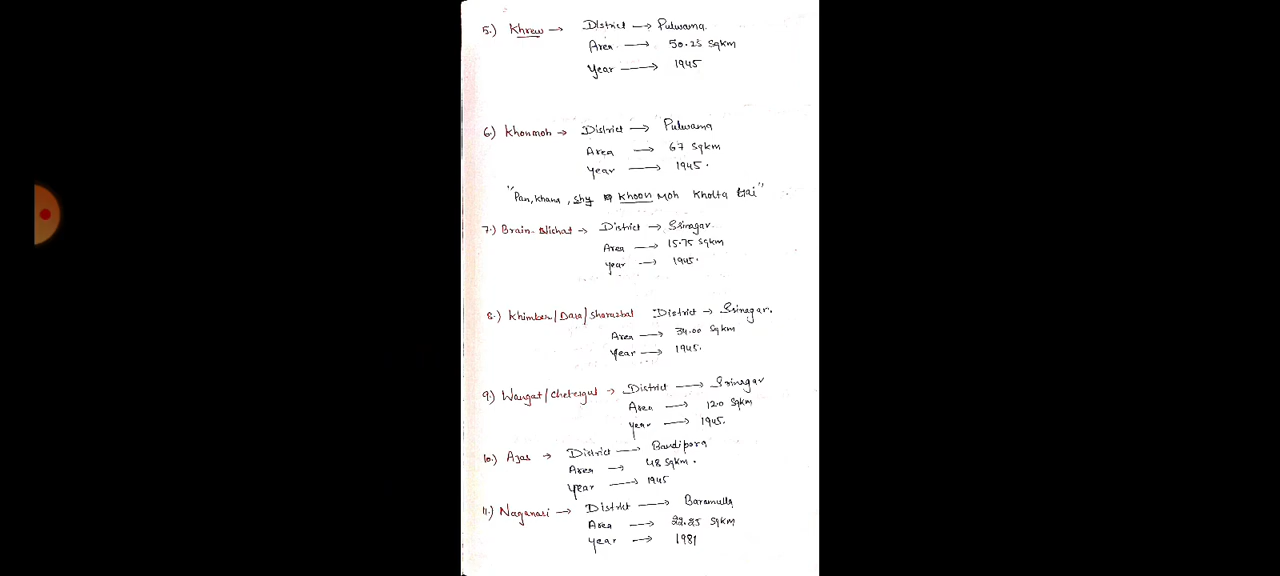 5.) Khrew → District → Pulwama.
Area → 50.25 Sqkm
Year → 1945
6) Khonmoh → District → Pulwama
Area → 67 Sqkm
Year → 1945.
"Pan, Khana, Shy Khoon Moh Kholta Hai"
7.) Brain-Nishat → District → Srinagar.
Area → 15.75 Sqkm
Year → 1945.
8.) Khimber/Dara/Sharazbal District → Srinagar.
Area → 34.00 Sqkm
Year → 1945.
9.) Wangat/Chetergul → District → Srinagar
Area → 12.0 Sqkm
Year → 1945.
10.) Ajas → District → Bandipora
Area → 48 Sqkm.
Year → 1945
11.) Naganari → District → Baramulla
Area → 22.25 Sqkm
Year → 1981